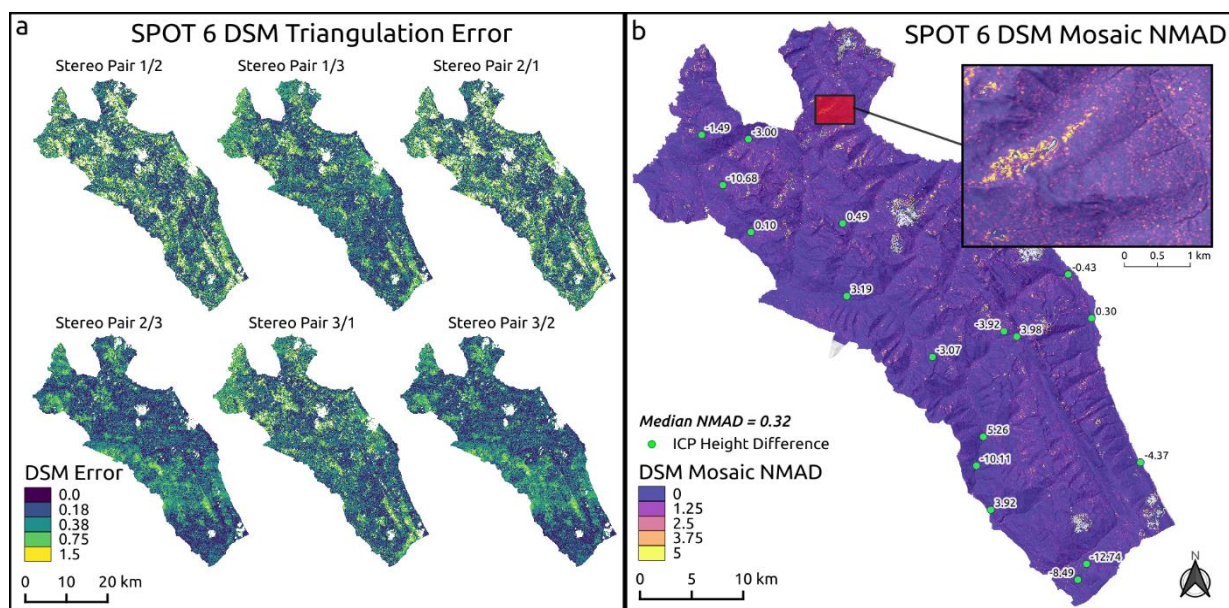 a
SPOT 6 DSM Triangulation Error
Stereo Pair 1/2
Stereo Pair 1/3
Stereo Pair 2/1
Stereo Pair 2/3
Stereo Pair 3/1
Stereo Pair 3/2
DSM Error
0.0
0.18
0.38
0.75
1.5
0 10 20 km
b
SPOT 6 DSM Mosaic NMAD
-1.49
-3.00
-10.68
0.10
0.49
3.19
-0.43
0.30
-3.92
3.98
-3.07
5.26
-10.11
-4.37
3.92
-12.74
-8.49
0 0.5 1 km
Median NMAD = 0.32
ICP Height Difference
DSM Mosaic NMAD
0
1.25
2.5
3.75
5
0 5 10 km
N